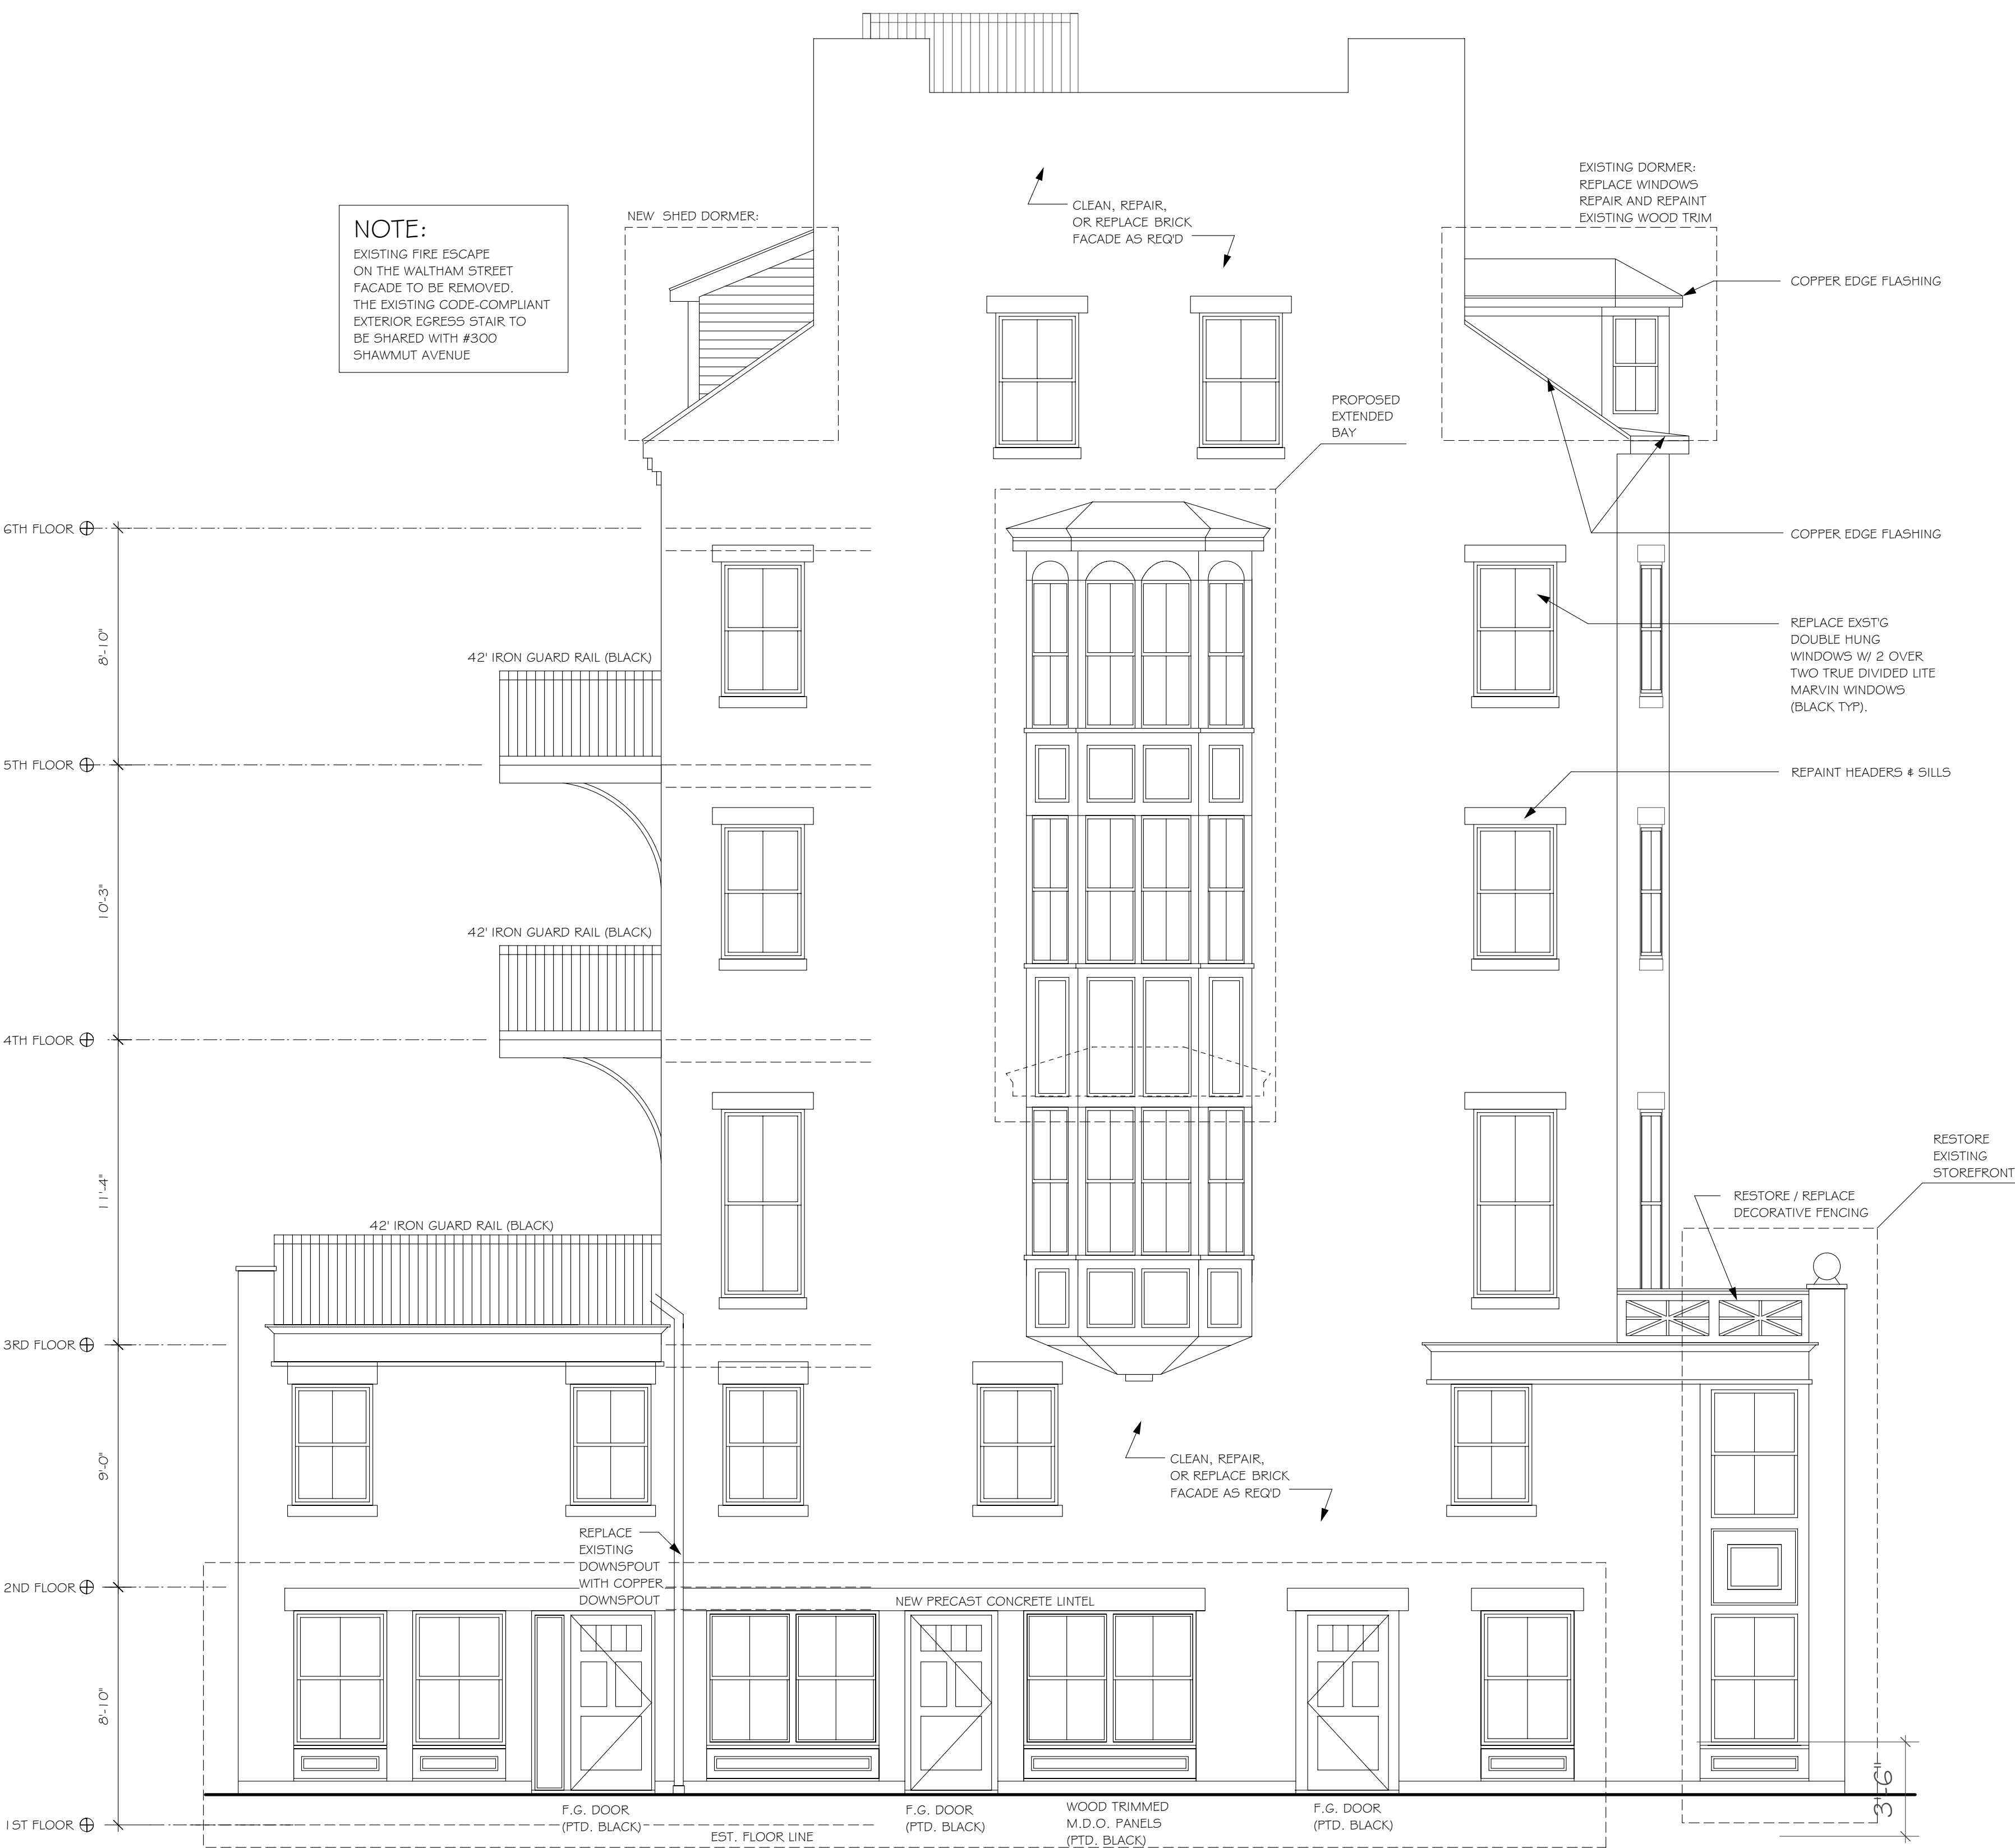 NOTE:
EXISTING FIRE ESCAPE
ON THE WALTHAM STREET
FACADE TO BE REMOVED.
THE EXISTING CODE-COMPLIANT
EXTERIOR EGRESS STAIR TO
BE SHARED WITH #300
SHAWMUT AVENUE
NEW SHED DORMER:
CLEAN, REPAIR,
OR REPLACE BRICK
FACADE AS REQ'D
EXISTING DORMER:
REPLACE WINDOWS
REPAIR AND REPAINT
EXISTING WOOD TRIM
COPPER EDGE FLASHING
PROPOSED
EXTENDED
BAY
6TH FLOOR
COPPER EDGE FLASHING
8'-10"
42' IRON GUARD RAIL (BLACK)
REPLACE EXST'G
DOUBLE HUNG
WINDOWS W/ 2 OVER
TWO TRUE DIVIDED LITE
MARVIN WINDOWS
(BLACK TYP).
5TH FLOOR
REPAINT HEADERS & SILLS
10'-3"
42' IRON GUARD RAIL (BLACK)
4TH FLOOR
11'-4"
42' IRON GUARD RAIL (BLACK)
RESTORE
EXISTING
STOREFRONT
RESTORE / REPLACE
DECORATIVE FENCING
3RD FLOOR
9'-0"
CLEAN, REPAIR,
OR REPLACE BRICK
FACADE AS REQ'D
REPLACE
EXISTING
DOWNSPOUT
WITH COPPER
DOWNSPOUT
2ND FLOOR
NEW PRECAST CONCRETE LINTEL
8'-10"
3'-6"
1ST FLOOR
F.G. DOOR
(PTD. BLACK)
EST. FLOOR LINE
F.G. DOOR
(PTD. BLACK)
WOOD TRIMMED
M.D.O. PANELS
(PTD. BLACK)
F.G. DOOR
(PTD. BLACK)